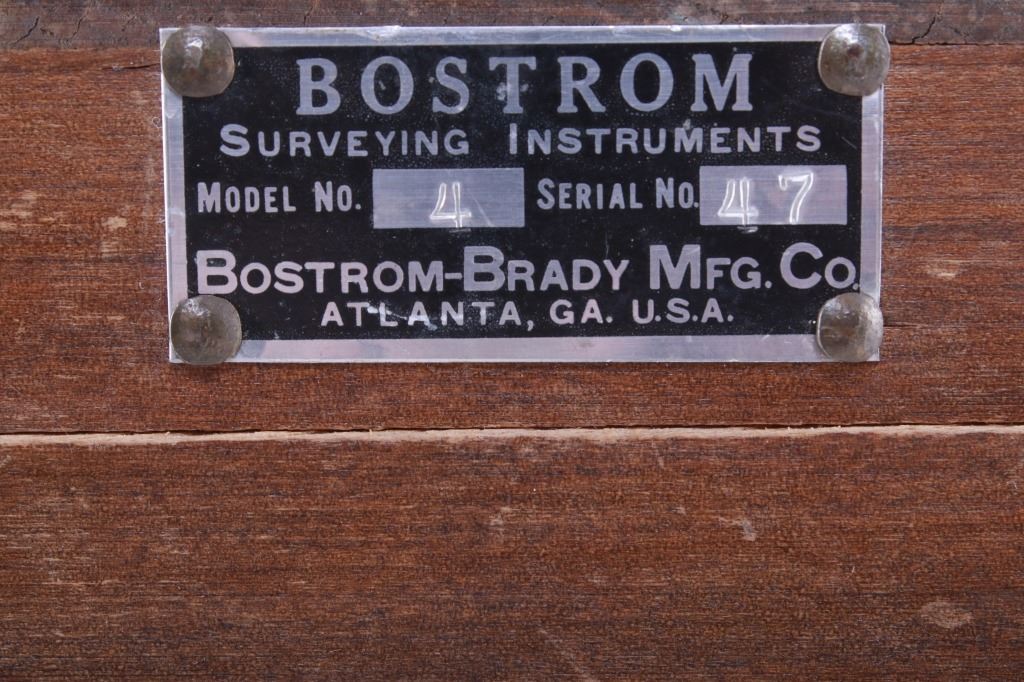 BOSTROM
SURVEYING INSTRUMENTS
MODEL NO. 4 SERIAL NO. 47
BOSTROM-BRADY MFG. CO.
ATLANTA, GA. U.S.A.